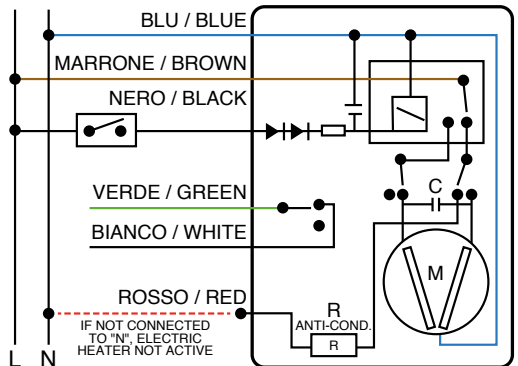 BLU / BLUE
MARRONE / BROWN
NERO / BLACK
VERDE / GREEN
C
BIANCO / WHITE
M
ROSSO / RED
R
ANTI-COND.
IF NOT CONNECTED
TO "N", ELECTRIC
HEATER NOT ACTIVE
R
L N